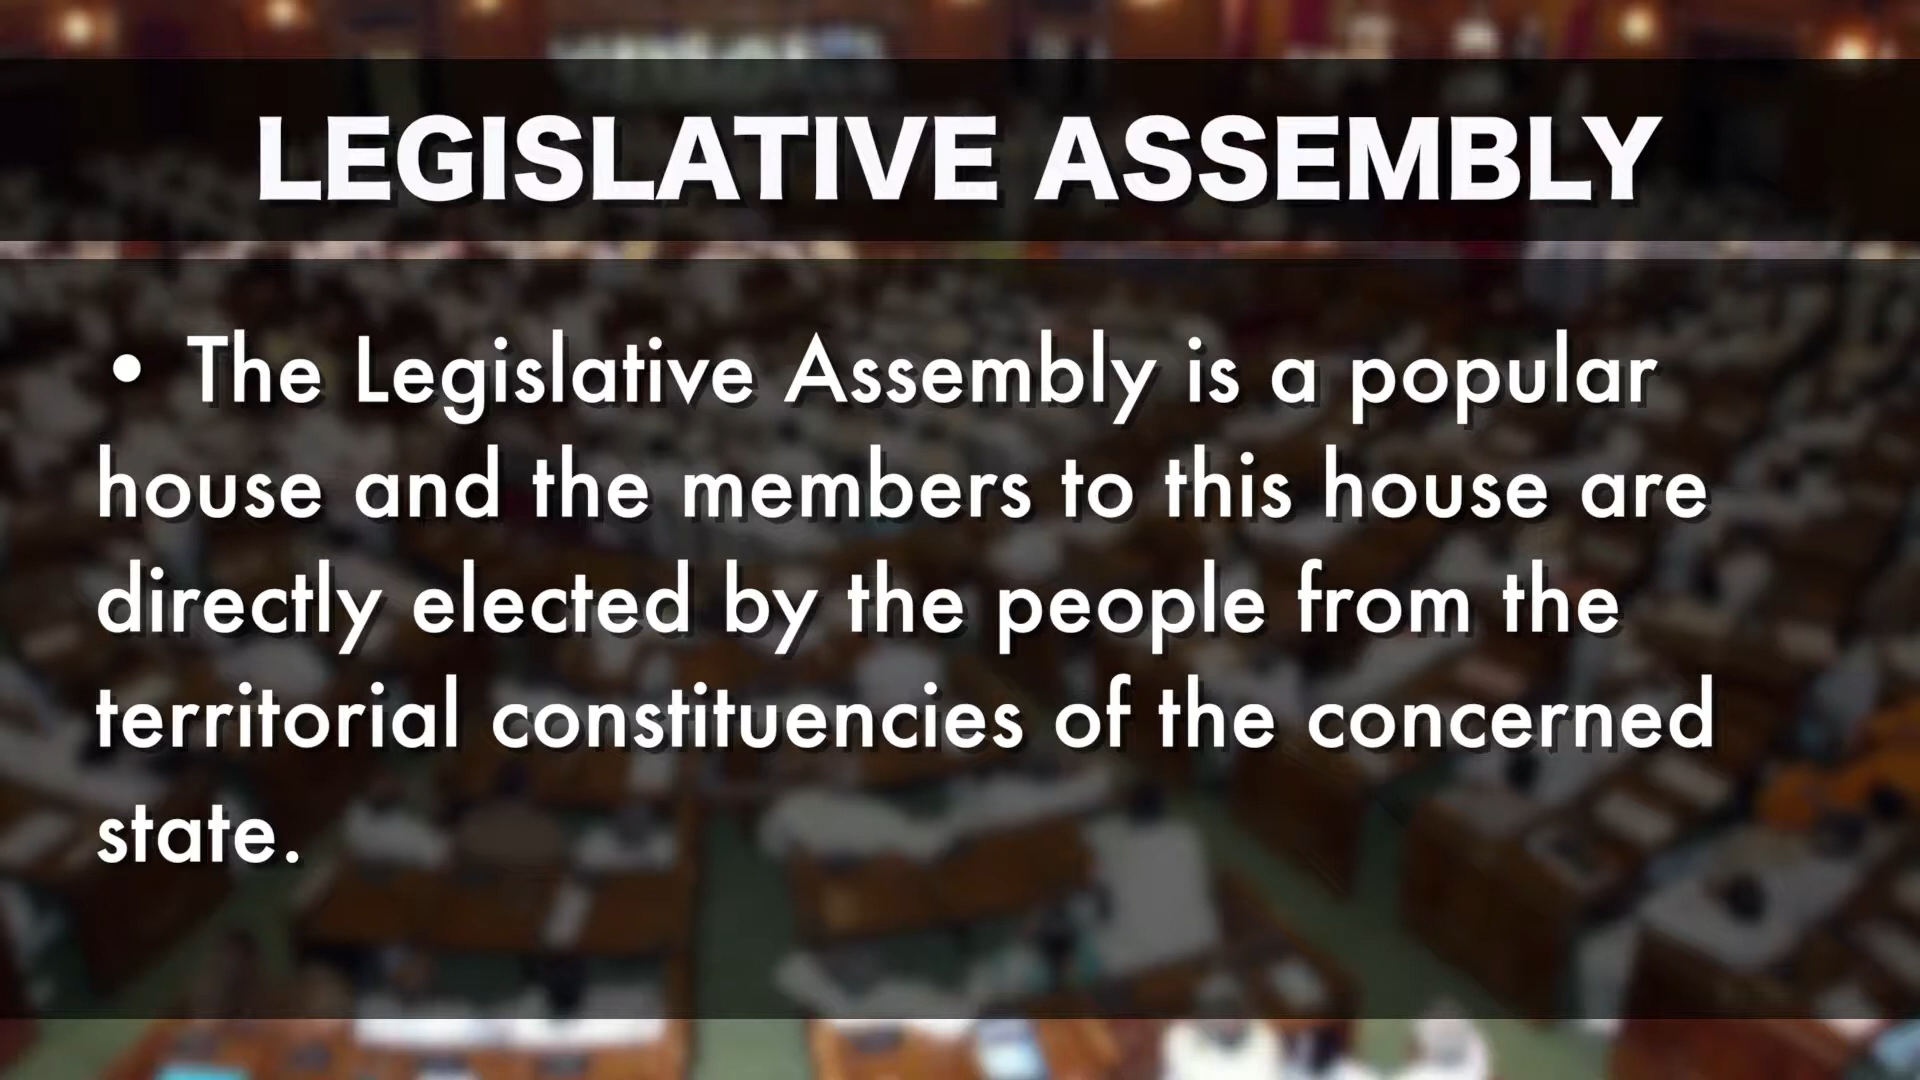 LEGISLATIVE ASSEMBLY
• The Legislative Assembly is a popular
house and the members to this house are
directly elected by the people from the
territorial constituencies of the concerned
state.